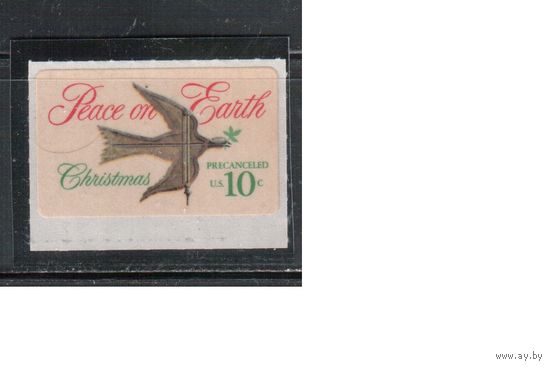 Peace on Earth
Christmas
PRECANCELED
U.S. 10c
www.ay.by